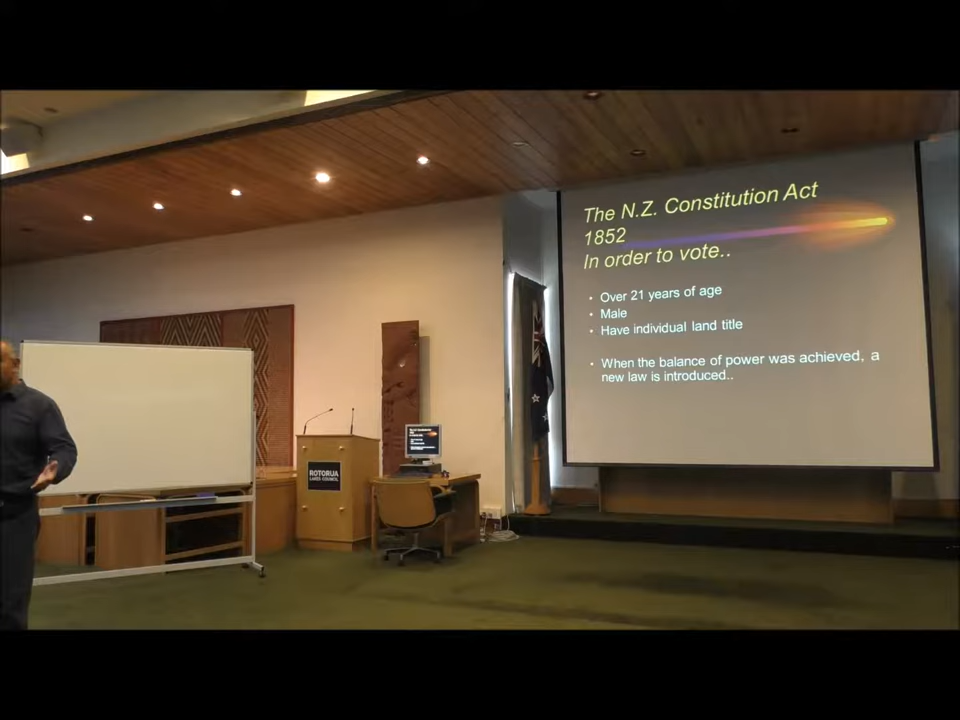 The N.Z. Constitution Act
1852
In order to vote..
• Over 21 years of age
• Male
• Have individual land title
• When the balance of power was achieved, a
new law is introduced..
ROTORUA
LAKES COUNCIL